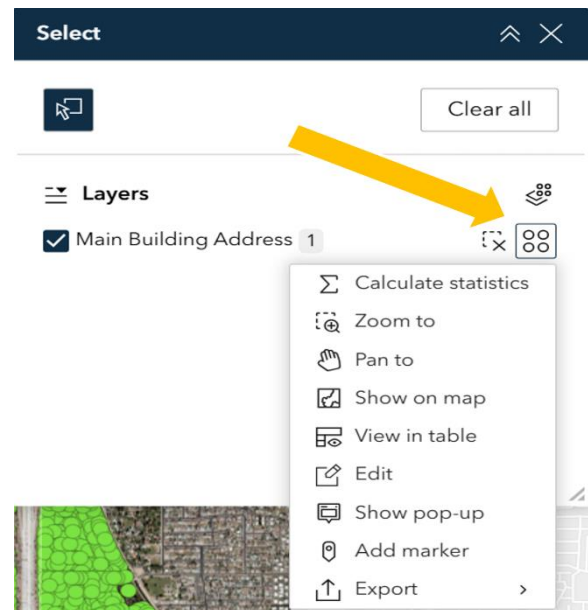 Select
Clear all
Layers
Main Building Address 1
Calculate statistics
Zoom to
Pan to
Show on map
View in table
Edit
Show pop-up
Add marker
Export